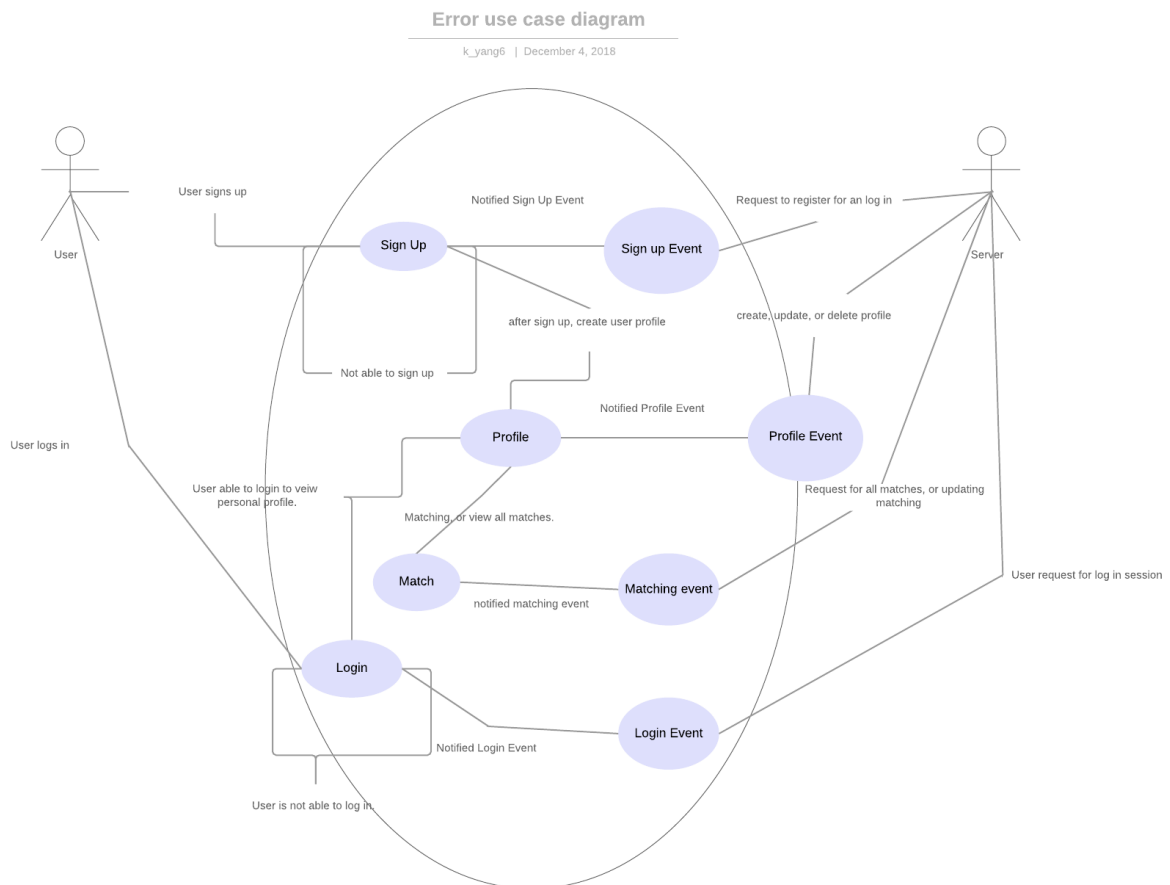 Error use case diagram
k_yang6 | December 4, 2018
User signs up
Notified Sign Up Event
Request to register for an log in
Sign Up
Sign up Event
User
Server
after sign up, create user profile
create, update, or delete profile
Not able to sign up
Notified Profile Event
Profile
Profile Event
User logs in
User able to login to veiw
personal profile.
Request for all matches, or updating
matching
Matching, or view all matches.
Match
Matching event
User request for log in session
notified matching event
Login
Login Event
Notified Login Event
User is not able to log in.